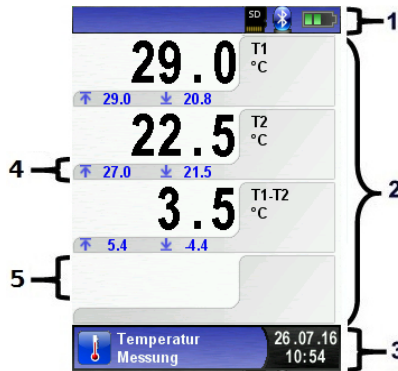 SD
1
29.0 T1
°C
29.0 20.8
2
22.5 T2
°C
4
27.0 21.5
3.5 T1-T2
°C
5.4 -4.4
5
Temperatur 26.07.16
Messung 10:54
3